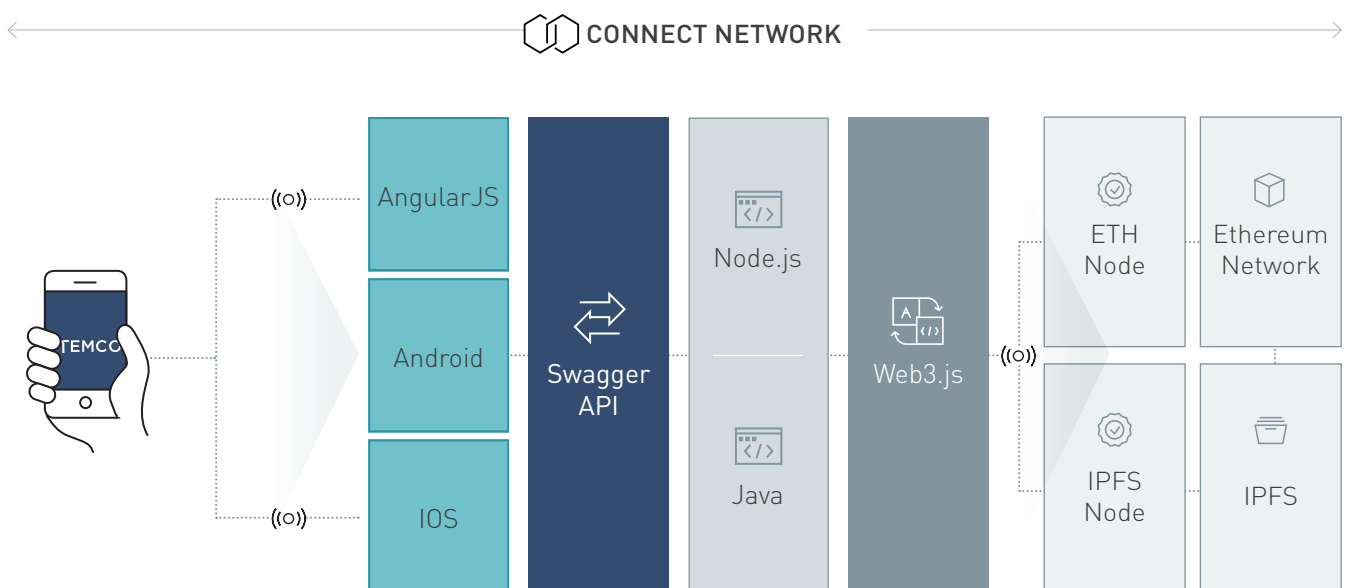 CONNECT NETWORK
TEMCO
AngularJS
Android
IOS
Swagger
API
Node.js
Java
Web3.js
ETH
Node
Ethereum
Network
IPFS
Node
IPFS